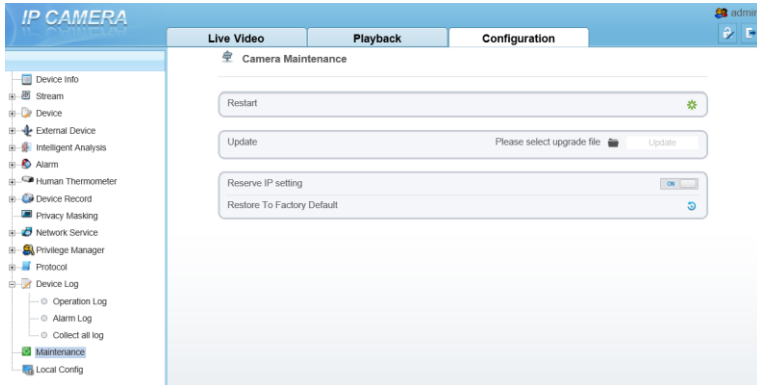 IP CAMERA
admin
Live Video
Playback
Configuration
Camera Maintenance
Device Info
Stream
Device
External Device
Intelligent Analysis
Alarm
Human Thermometer
Device Record
Privacy Masking
Network Service
Privilege Manager
Protocol
Device Log
Operation Log
Alarm Log
Collect all log
Maintenance
Local Config
Restart
Update Please select upgrade file Update
Reserve IP setting ON
Restore To Factory Default